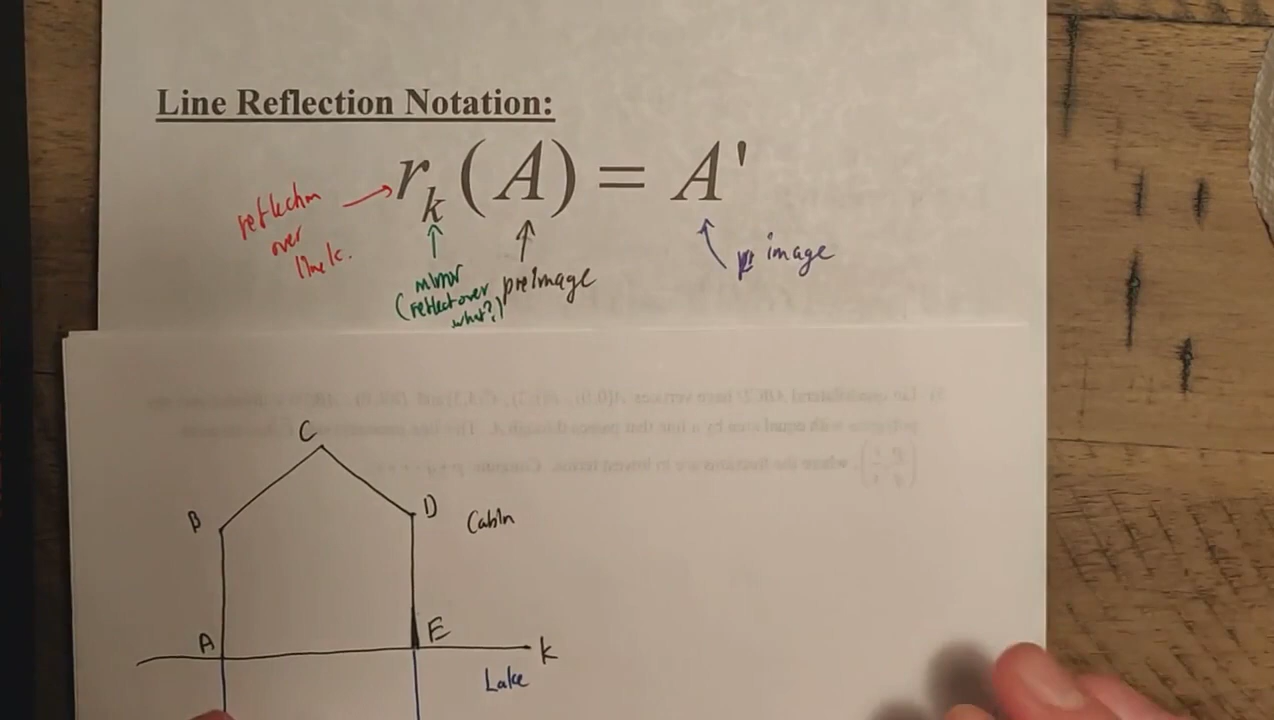 Line Reflection Notation:
r_k (A) = A'
reflection
over
line k.
mirror
(reflect over
what?)
preimage
image
C
B
D
Cabin
A
E
k
Lake